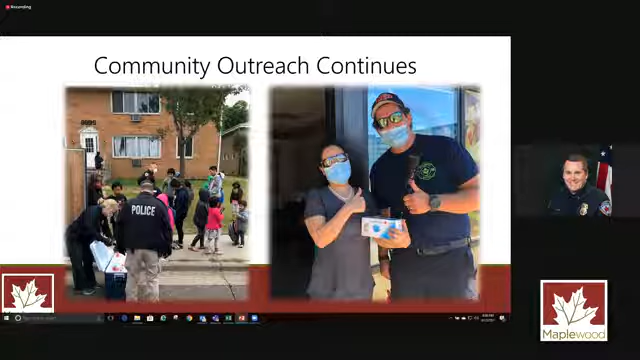 Recording
Community Outreach Continues
POLICE
Maplewood